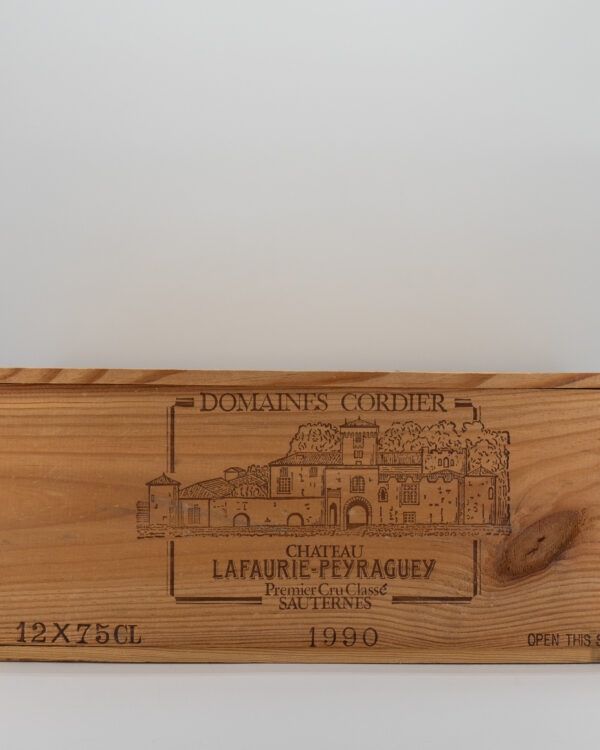 DOMAINES CORDIER
CHATEAU
LAFAURIE-PEYRAGUEY
Premier Cru Classé
SAUTERNES
12X75CL
1990
OPEN THIS